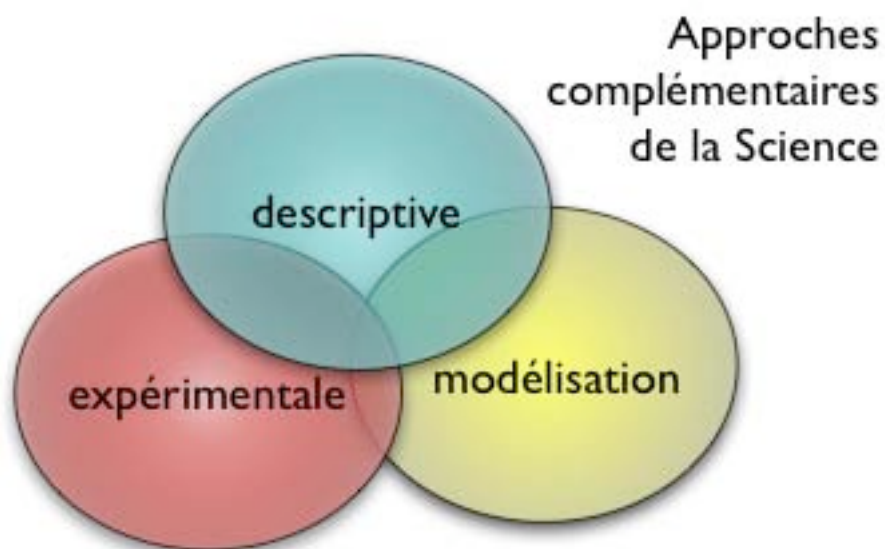 Approches
complémentaires
de la Science
descriptive
expérimentale
modélisation